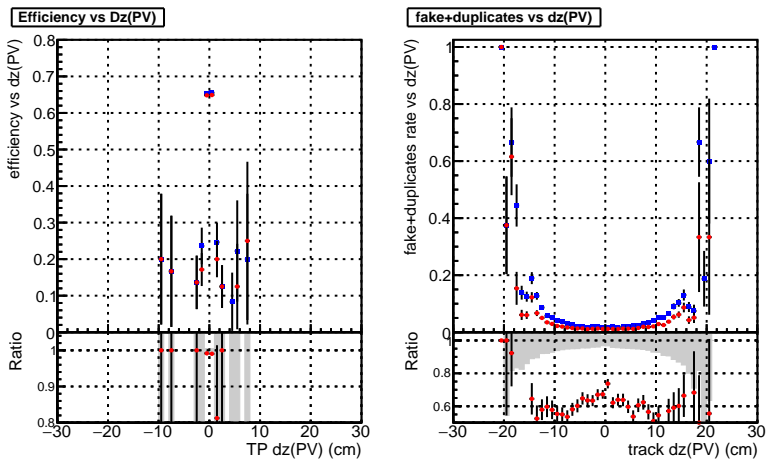 Efficiency vs Dz(PV)
efficiency vs dz(PV)
0.8
0.7
0.6
0.5
0.4
0.3
0.2
0.1
0
Ratio
1
0.9
0.8
−30 −20 −10 0 10 20 30
TP dz(PV) (cm)
fake+duplicates vs dz(PV)
fake+duplicates rate vs dz(PV)
1
0.8
0.6
0.4
0.2
0
Ratio
1
0.8
0.6
−30 −20 −10 0 10 20 30
track dz(PV) (cm)